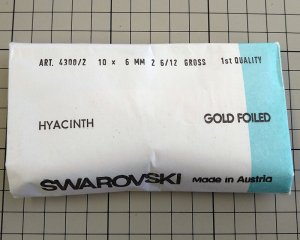 ART. 4300/2 10 × 6 MM 2 6/12 GROSS 1st QUALITY
HYACINTH GOLD FOILED
SWAROVSKI Made in Austria